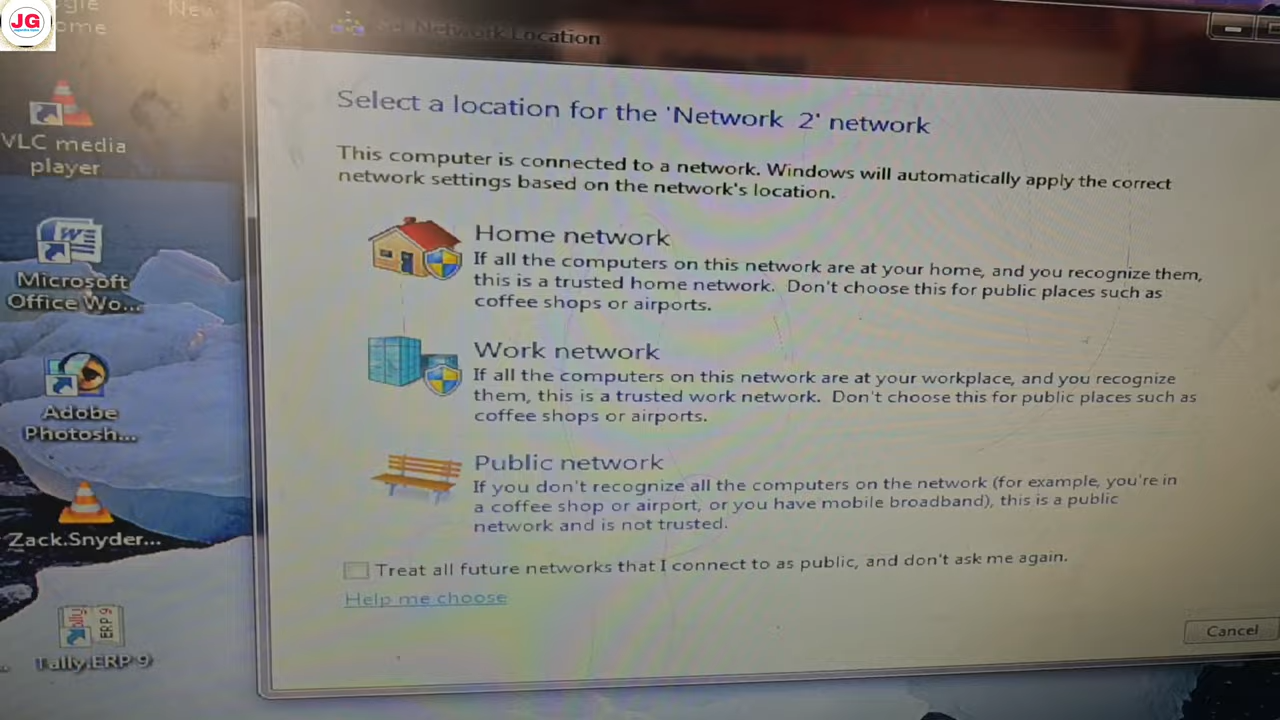 JG
ome
New
VLC media
player
Microsoft
Office Wo...
Adobe
Photosh...
Zack.Snyder...
Tally.ERP 9
Set Network Location
Select a location for the 'Network 2' network
This computer is connected to a network. Windows will automatically apply the correct
network settings based on the network's location.
Home network
If all the computers on this network are at your home, and you recognize them,
this is a trusted home network. Don't choose this for public places such as
coffee shops or airports.
Work network
If all the computers on this network are at your workplace, and you recognize
them, this is a trusted work network. Don't choose this for public places such as
coffee shops or airports.
Public network
If you don't recognize all the computers on the network (for example, you're in
a coffee shop or airport, or you have mobile broadband), this is a public
network and is not trusted.
Treat all future networks that I connect to as public, and don't ask me again.
Help me choose
Cancel